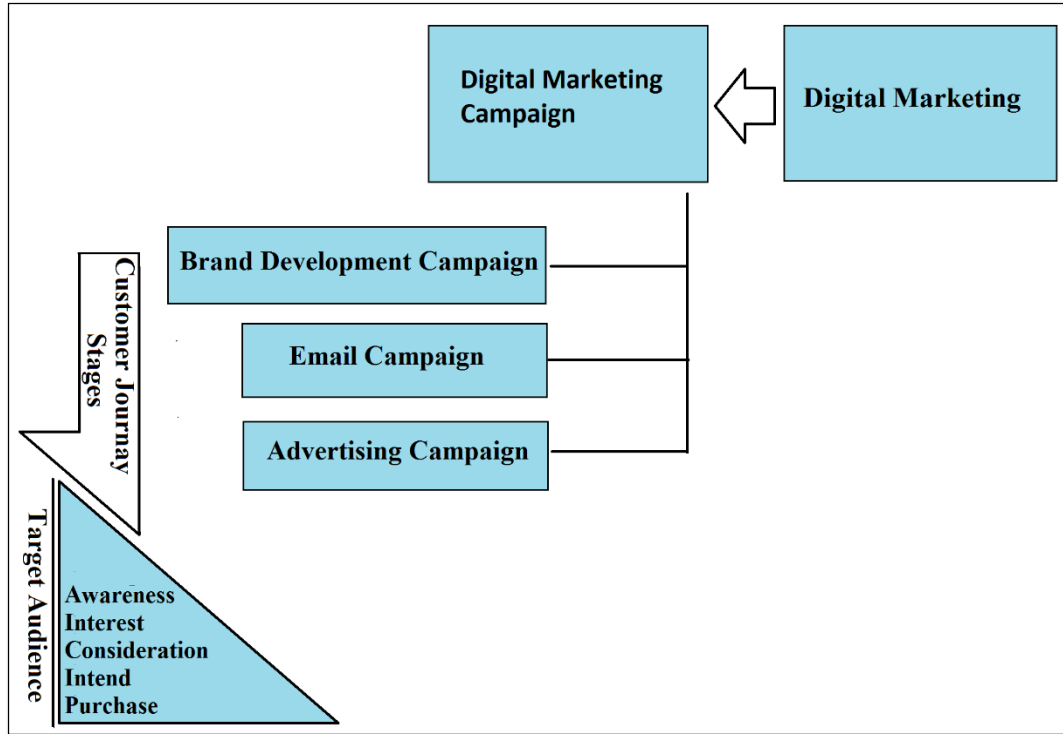 Digital Marketing
Campaign
Digital Marketing
Brand Development Campaign
Email Campaign
Advertising Campaign
Customer Journay
Stages
Target Audience
Awareness
Interest
Consideration
Intend
Purchase